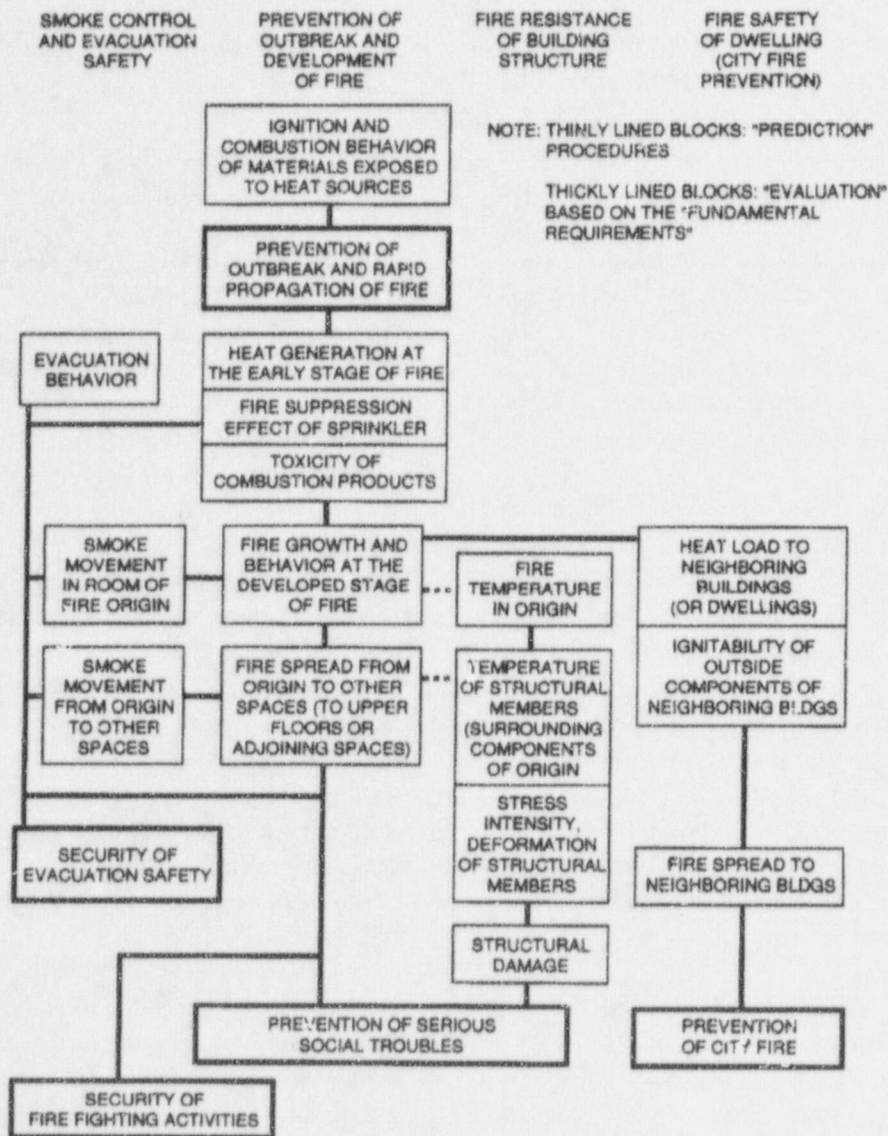 SMOKE CONTROL
AND EVACUATION
SAFETY
PREVENTION OF
OUTBREAK AND
DEVELOPMENT
OF FIRE
FIRE RESISTANCE
OF BUILDING
STRUCTURE
FIRE SAFETY
OF DWELLING
(CITY FIRE
PREVENTION)
NOTE: THINLY LINED BLOCKS: "PREDICTION"
PROCEDURES
THICKLY LINED BLOCKS: "EVALUATION"
BASED ON THE "FUNDAMENTAL
REQUIREMENTS"
IGNITION AND
COMBUSTION BEHAVIOR
OF MATERIALS EXPOSED
TO HEAT SOURCES
PREVENTION OF
OUTBREAK AND RAPID
PROPAGATION OF FIRE
EVACUATION
BEHAVIOR
HEAT GENERATION AT
THE EARLY STAGE OF FIRE
FIRE SUPPRESSION
EFFECT OF SPRINKLER
TOXICITY OF
COMBUSTION PRODUCTS
SMOKE
MOVEMENT
IN ROOM OF
FIRE ORIGIN
FIRE GROWTH AND
BEHAVIOR AT THE
DEVELOPED STAGE
OF FIRE
FIRE
TEMPERATURE
IN ORIGIN
HEAT LOAD TO
NEIGHBORING
BUILDINGS
(OR DWELLINGS)
IGNITABILITY OF
OUTSIDE
COMPONENTS OF
NEIGHBORING BLDGS
SMOKE
MOVEMENT
FROM ORIGIN
TO OTHER
SPACES
FIRE SPREAD FROM
ORIGIN TO OTHER
SPACES (TO UPPER
FLOORS OR
ADJOINING SPACES)
TEMPERATURE
OF STRUCTURAL
MEMBERS
(SURROUNDING
COMPONENTS
OF ORIGIN
STRESS
INTENSITY,
DEFORMATION
OF STRUCTURAL
MEMBERS
SECURITY OF
EVACUATION SAFETY
FIRE SPREAD TO
NEIGHBORING BLDGS
STRUCTURAL
DAMAGE
PREVENTION OF SERIOUS
SOCIAL TROUBLES
PREVENTION
OF CITY FIRE
SECURITY OF
FIRE FIGHTING ACTIVITIES